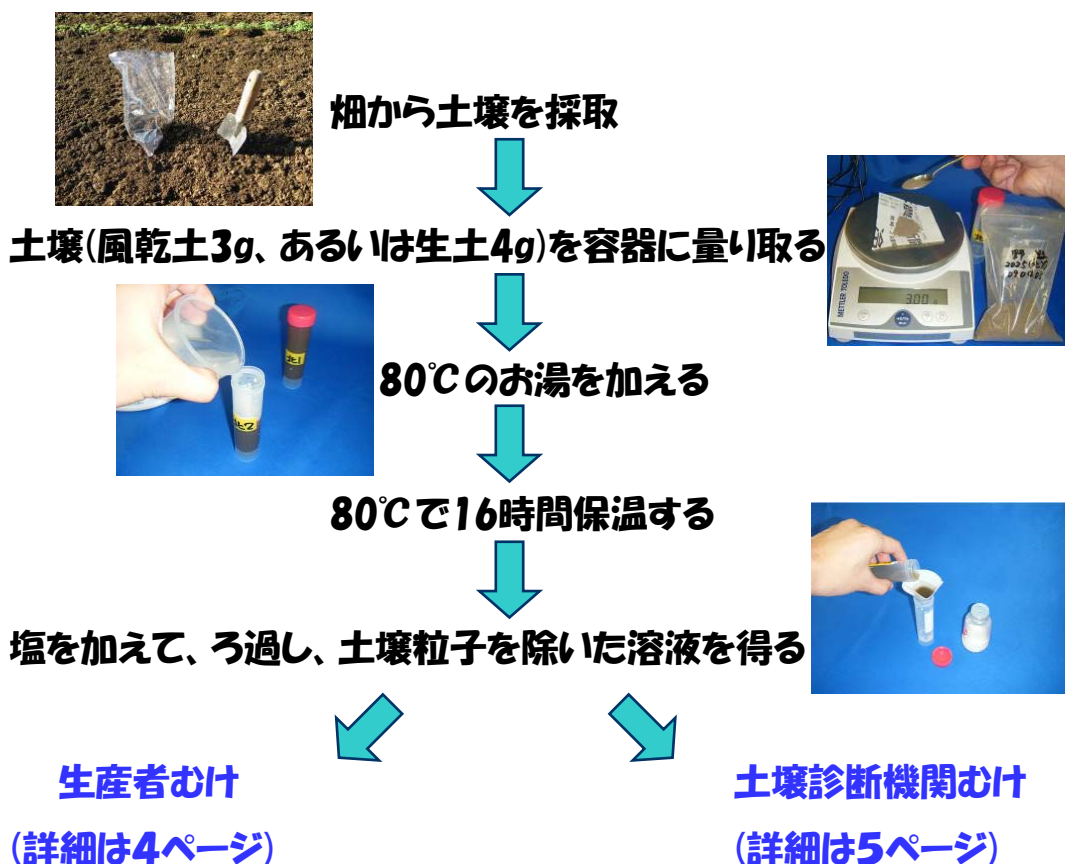 畑から土壌を採取
土壌(風乾土3g、あるいは生土4g)を容器に量り取る
METTLER TOLEDO
3.00
80℃のお湯を加える
80℃で16時間保温する
塩を加えて、ろ過し、土壌粒子を除いた溶液を得る
生産者むけ
(詳細は4ページ)
土壌診断機関むけ
(詳細は5ページ)